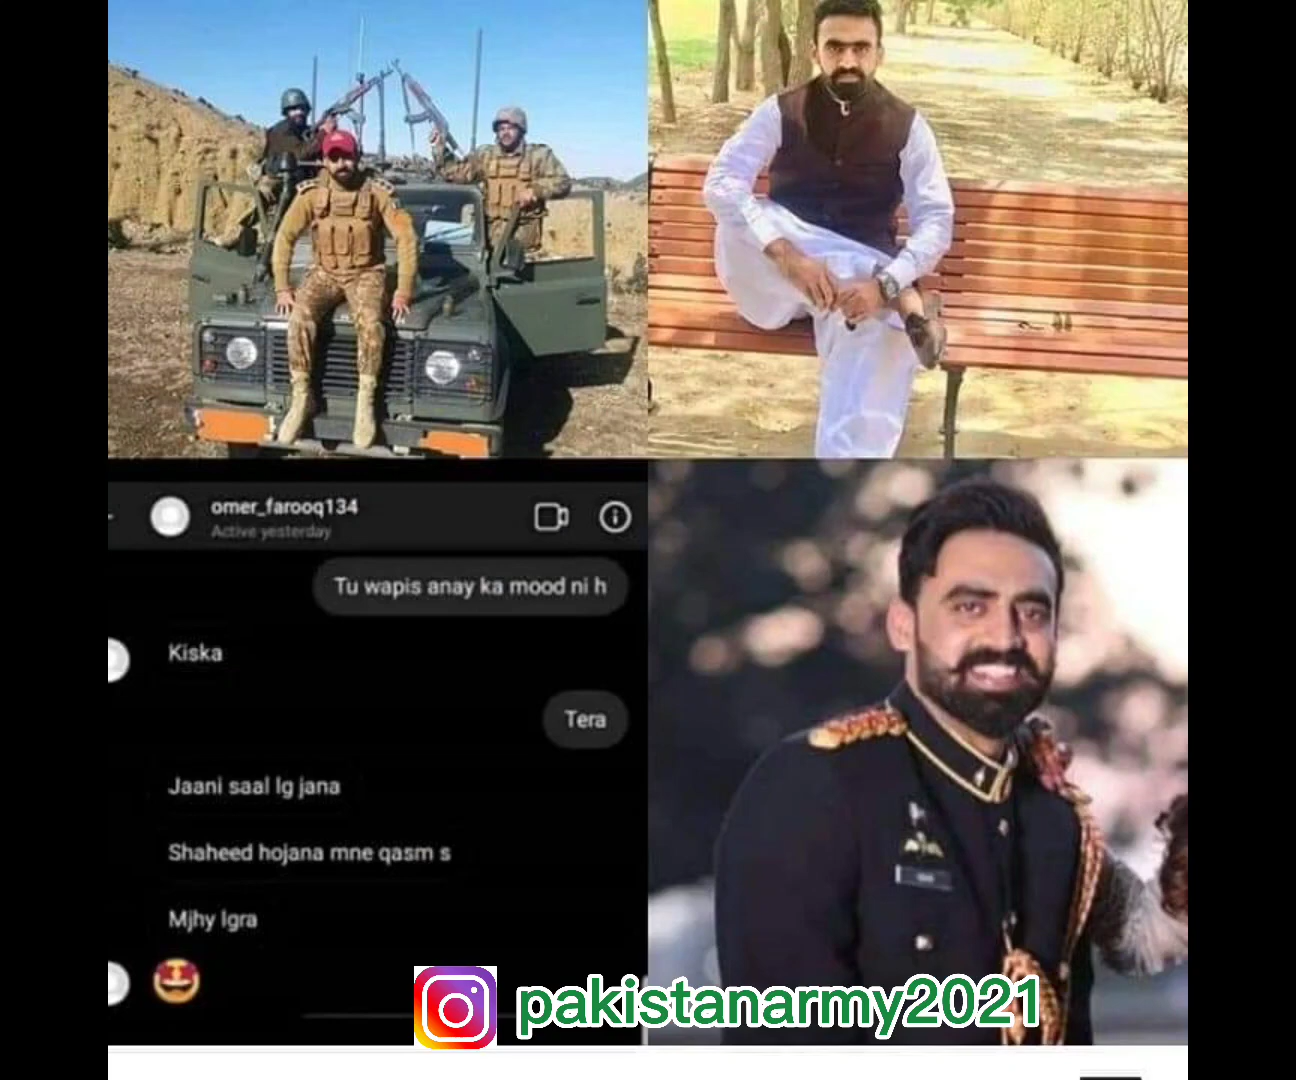 omer_farooq134
Active yesterday
Tu wapis anay ka mood ni h
Kiska
Tera
Jaani saal lg jana
Shaheed hojana mne qasm s
Mjhy lgra
pakistanarmy2021